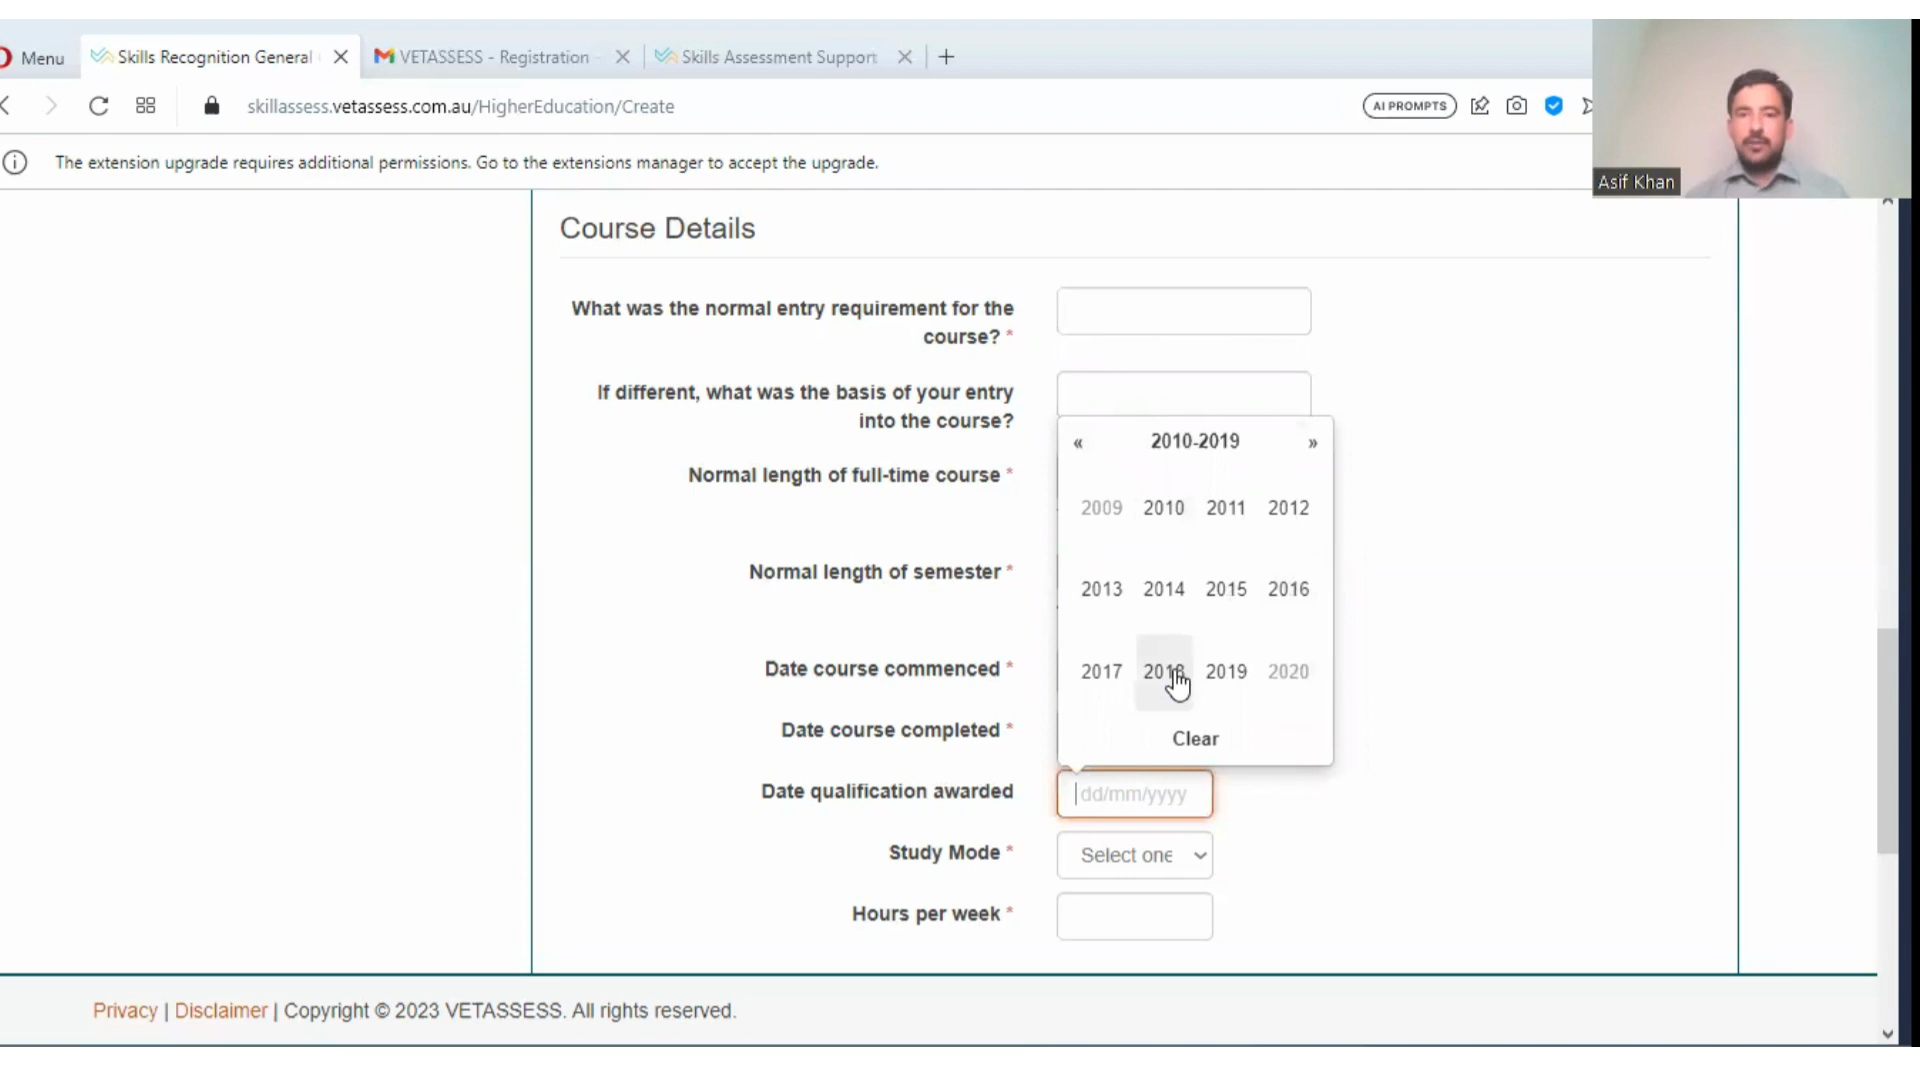 Menu
Skills Recognition General
VETASSESS - Registration
Skills Assessment Support
skillassess.vetassess.com.au/HigherEducation/Create
AI PROMPTS
The extension upgrade requires additional permissions. Go to the extensions manager to accept the upgrade.
Asif Khan
Course Details
What was the normal entry requirement for the
course? *
If different, what was the basis of your entry
into the course?
Normal length of full-time course *
Normal length of semester *
Date course commenced *
Date course completed *
Date qualification awarded
Study Mode *
Hours per week *
« 2010-2019 »
2009 2010 2011 2012
2013 2014 2015 2016
2017 2018 2019 2020
Clear
dd/mm/yyyy
Select one
Privacy | Disclaimer | Copyright © 2023 VETASSESS. All rights reserved.